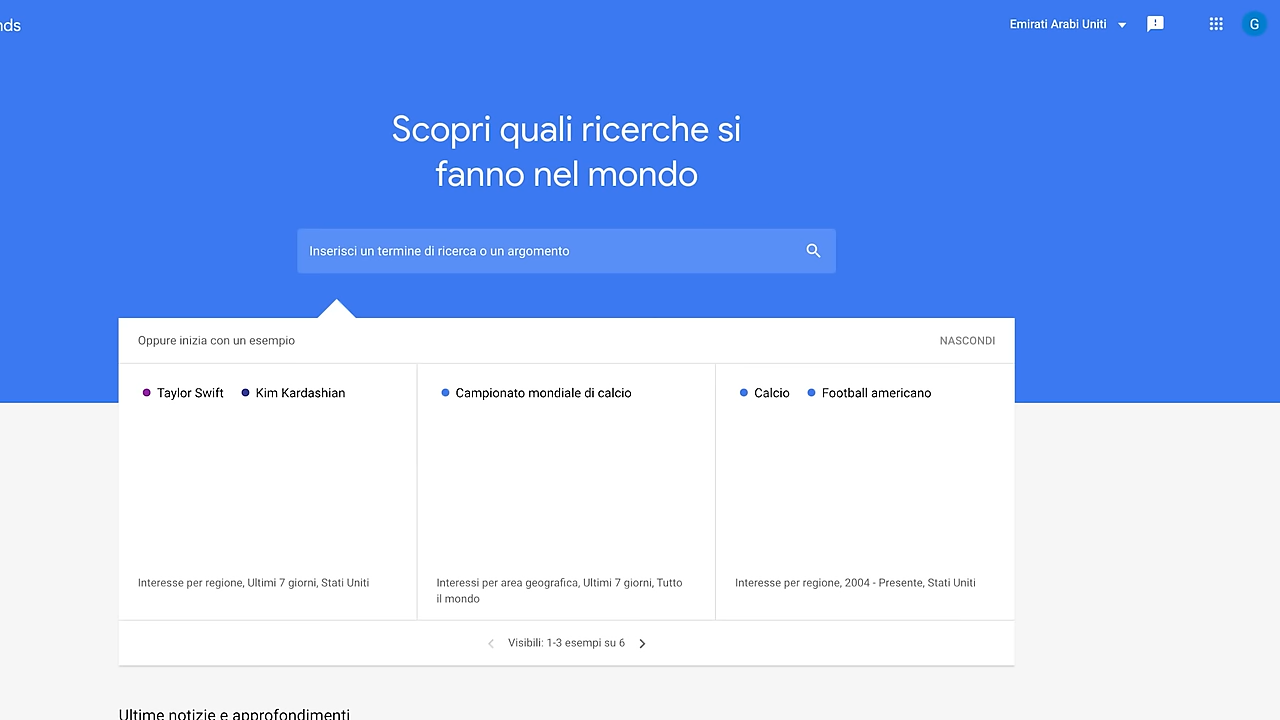 nds
Emirati Arabi Uniti
G
Scopri quali ricerche si
fanno nel mondo
Inserisci un termine di ricerca o un argomento
Oppure inizia con un esempio
NASCONDI
Taylor Swift
Kim Kardashian
Campionato mondiale di calcio
Calcio
Football americano
Interesse per regione, Ultimi 7 giorni, Stati Uniti
Interessi per area geografica, Ultimi 7 giorni, Tutto
il mondo
Interesse per regione, 2004 - Presente, Stati Uniti
Visibili: 1-3 esempi su 6
Ultime notizie e approfondimenti